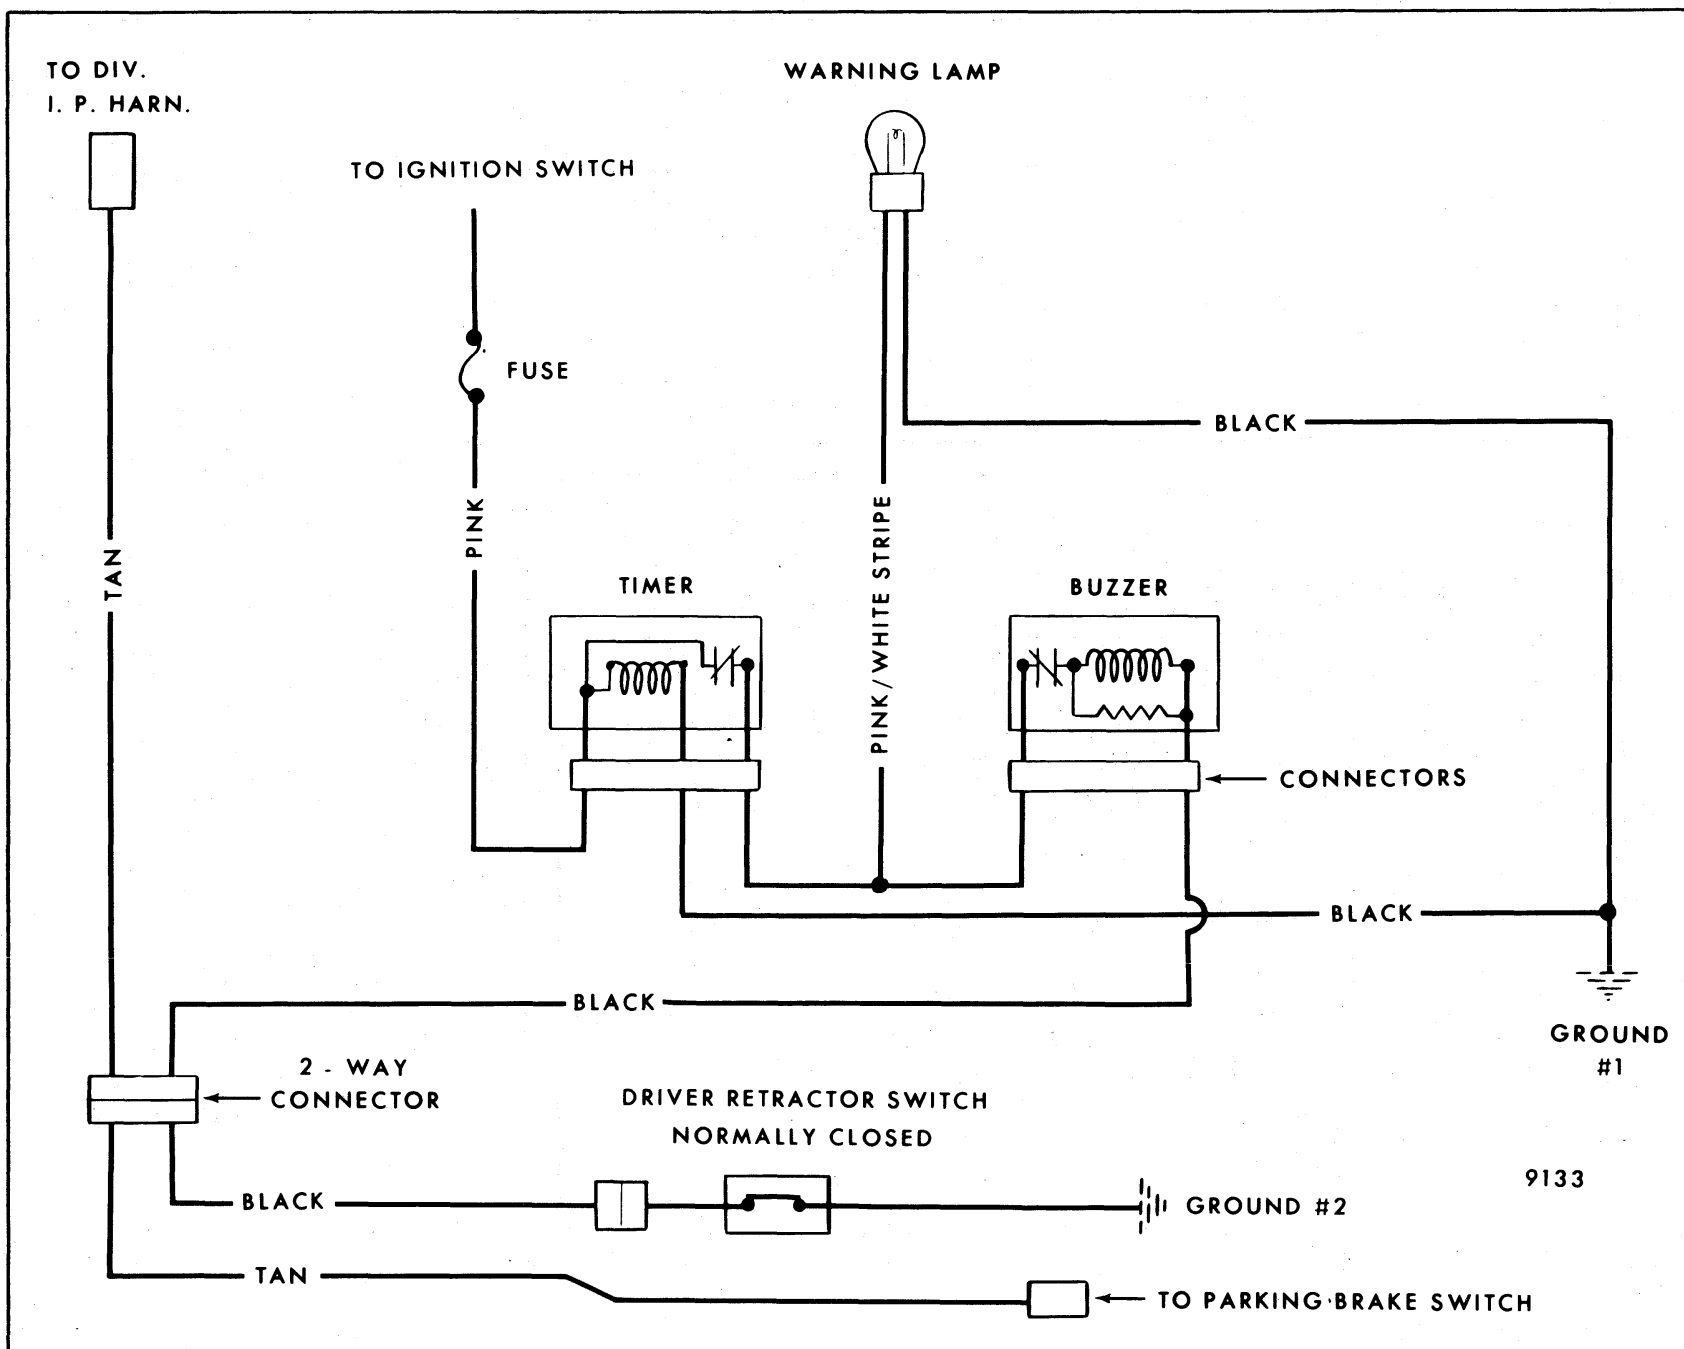 TO DIV.
I. P. HARN.
WARNING LAMP
TO IGNITION SWITCH
FUSE
BLACK
PINK
TAN
PINK/WHITE STRIPE
TIMER
BUZZER
CONNECTORS
BLACK
BLACK
GROUND
#1
2 - WAY
CONNECTOR
DRIVER RETRACTOR SWITCH
NORMALLY CLOSED
9133
BLACK
GROUND #2
TAN
TO PARKING BRAKE SWITCH